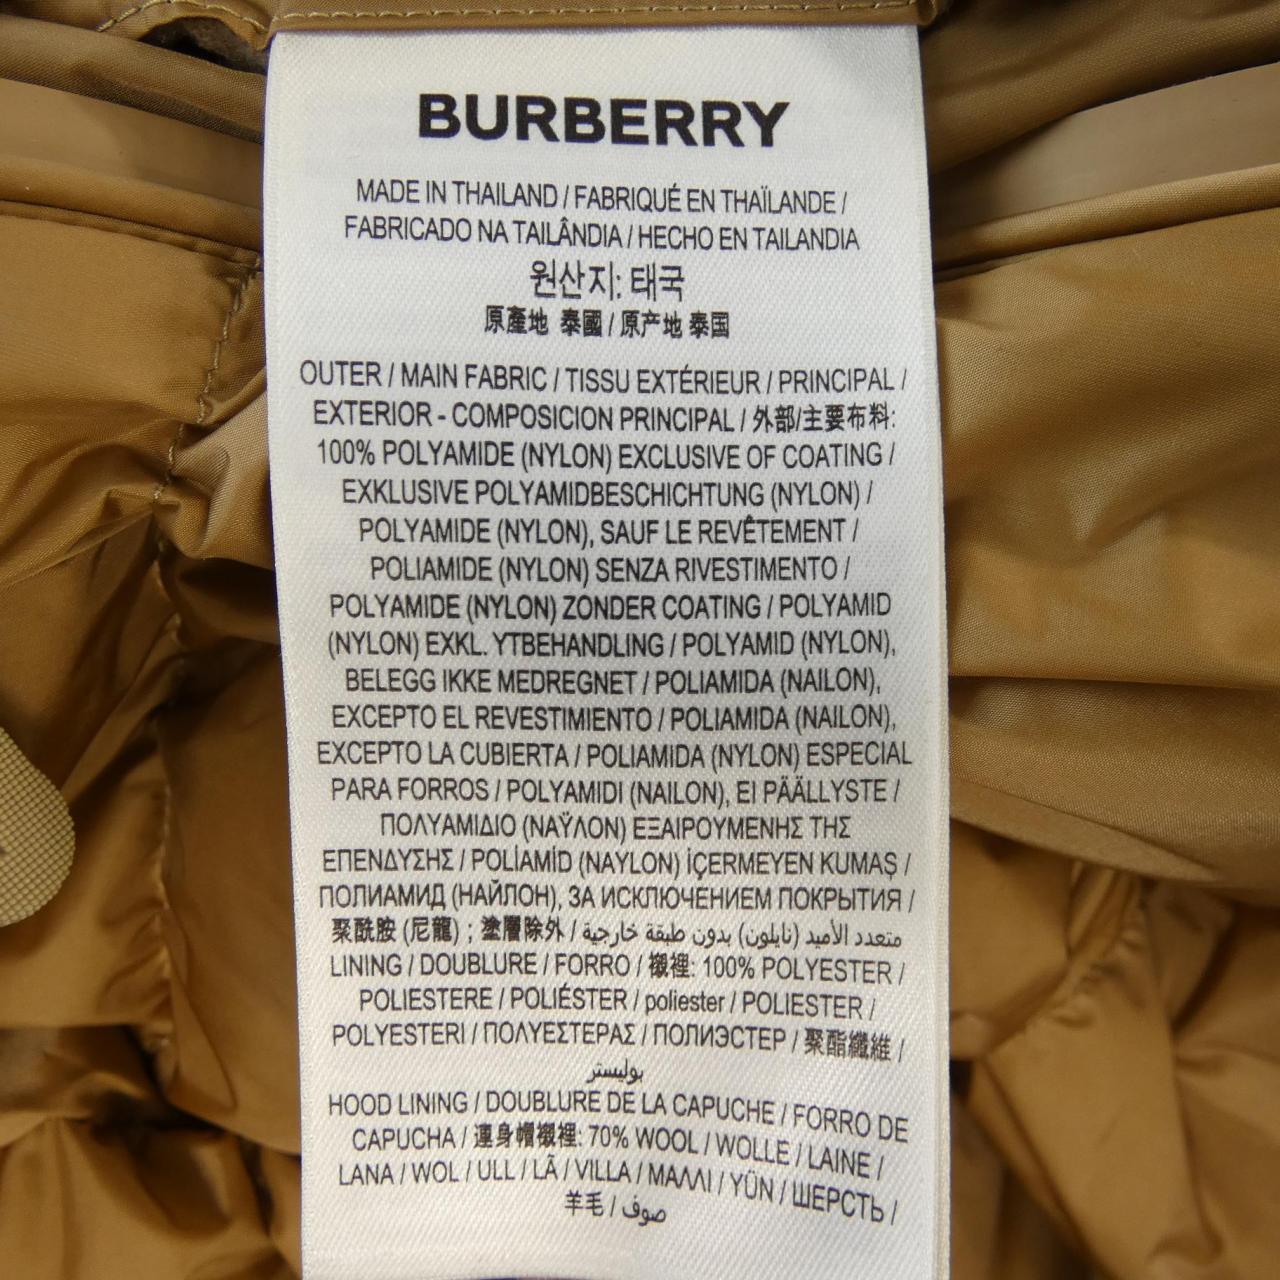 BURBERRY
MADE IN THAILAND / FABRIQUÉ EN THAÏLANDE /
FABRICADO NA TAILÂNDIA / HECHO EN TAILANDIA
원산지: 태국
原產地 泰國 / 原产地 泰国
OUTER / MAIN FABRIC / TISSU EXTÉRIEUR / PRINCIPAL /
EXTERIOR - COMPOSICION PRINCIPAL / 外部/主要布料:
100% POLYAMIDE (NYLON) EXCLUSIVE OF COATING /
EXKLUSIVE POLYAMIDBESCHICHTUNG (NYLON) /
POLYAMIDE (NYLON), SAUF LE REVÊTEMENT /
POLIAMIDE (NYLON) SENZA RIVESTIMENTO /
POLYAMIDE (NYLON) ZONDER COATING / POLYAMID
(NYLON) EXKL. YTBEHANDLING / POLYAMID (NYLON),
BELEGG IKKE MEDREGNET / POLIAMIDA (NAILON),
EXCEPTO EL REVESTIMIENTO / POLIAMIDA (NAILON),
EXCEPTO LA CUBIERTA / POLIAMIDA (NYLON) ESPECIAL
PARA FORROS / POLYAMIDI (NAILON), EI PÄÄLLYSTE /
ΠΟΛΥΑΜΙΔΙΟ (ΝΑΫΛΟΝ) ΕΞΑΙΡΟΥΜΕΝΗΣ ΤΗΣ
ΕΠΕΝΔΥΣΗΣ / POLİAMİD (NAYLON) İÇERMEYEN KUMAŞ /
ПОЛИАМИД (НАЙЛОН), ЗА ИСКЛЮЧЕНИЕМ ПОКРЫТИЯ /
聚酰胺 (尼龍) ; 塗層除外 / متعدد الأميد (نايلون) بدون طبقة خارجية
LINING / DOUBLURE / FORRO / 襯裡: 100% POLYESTER /
POLIESTERE / POLIÉSTER / poliester / POLIESTER /
POLYESTERI / ΠΟΛΥΕΣΤΕΡΑΣ / ПОЛИЭСТЕР / 聚酯纖維 /
بوليستر
HOOD LINING / DOUBLURE DE LA CAPUCHE / FORRO DE
CAPUCHA / 連身帽襯裡: 70% WOOL / WOLLE / LAINE /
LANA / WOL / ULL / LÃ / VILLA / ΜΑΛΛΙ / YÜN / ШЕРСТЬ /
羊毛 / صوف